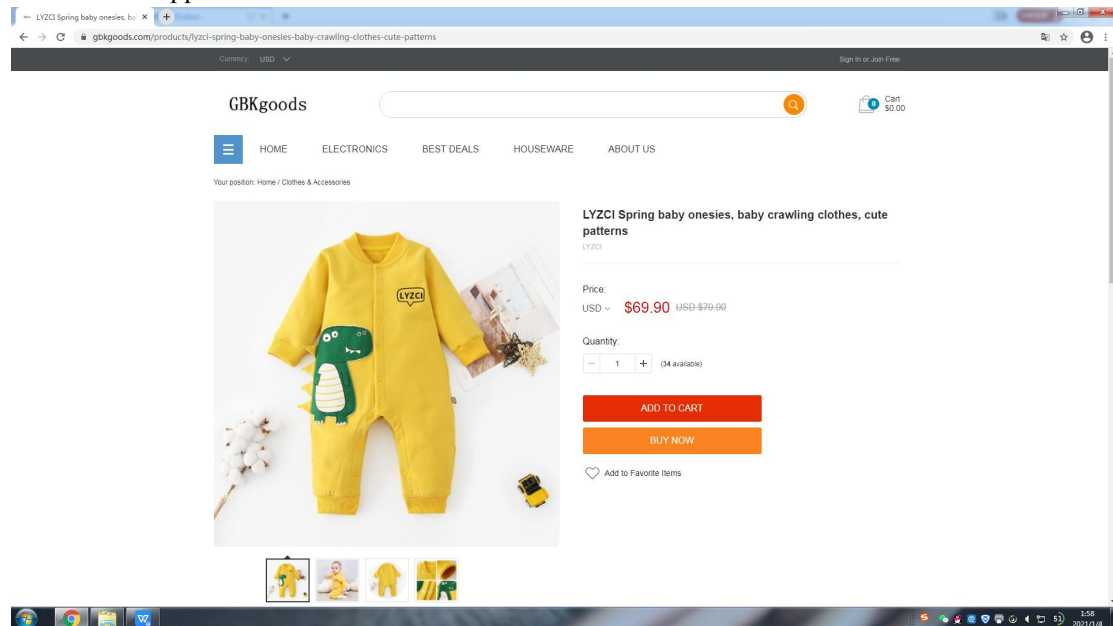 LYZCI Spring baby onesies, ba
gbkgoods.com/products/lyzci-spring-baby-onesies-baby-crawling-clothes-cute-patterns
Currency: USD
Sign In or Join Free
GBKgoods
0
Cart
$0.00
HOME
ELECTRONICS
BEST DEALS
HOUSEWARE
ABOUT US
Your position: Home / Clothes & Accessories
LYZCI
LYZCI Spring baby onesies, baby crawling clothes, cute
patterns
LYZCI
Price:
USD $69.90 USD $79.90
Quantity:
1
(34 available)
ADD TO CART
BUY NOW
Add to Favorite Items
51
1:58
2021/1/4